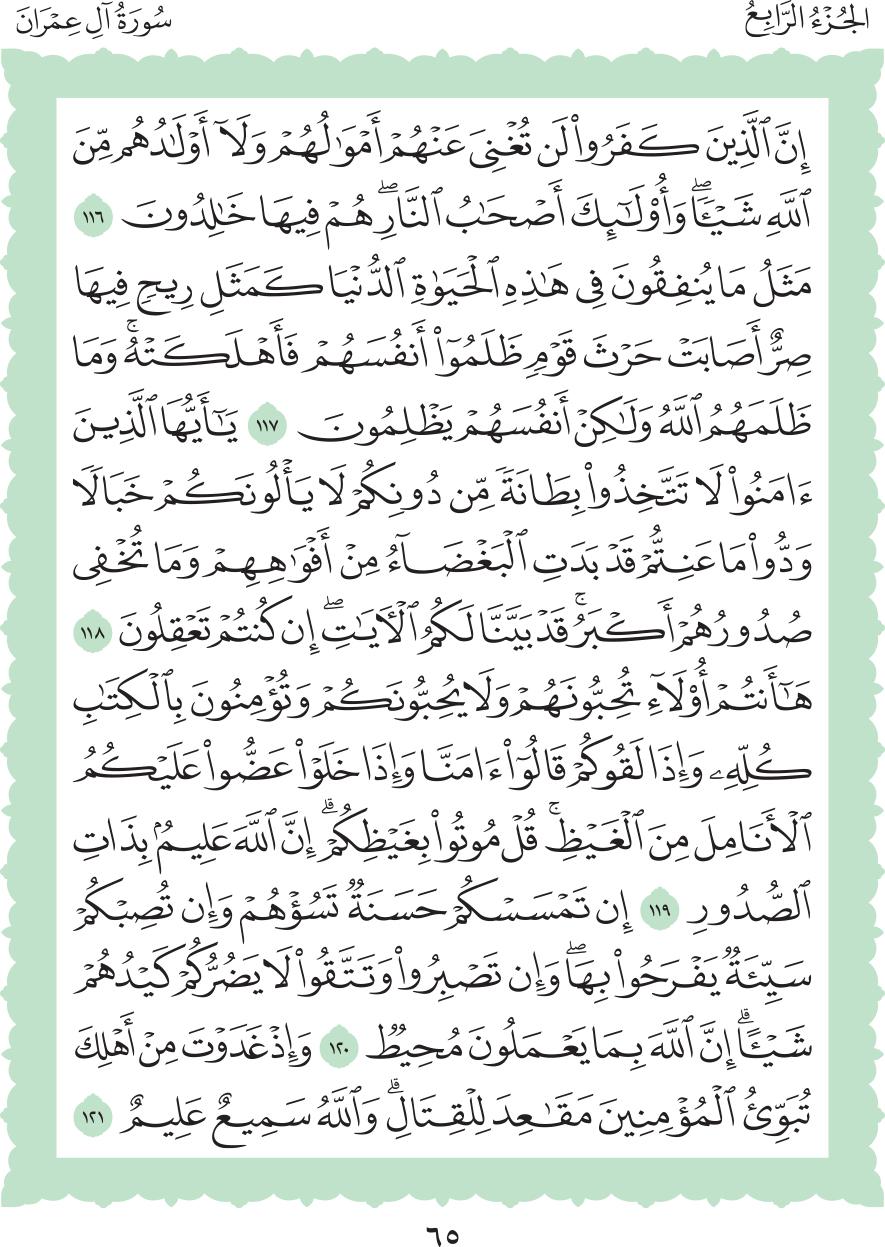 الجُزْءُ الرَّابِعُ
سُورَةُ آلِ عِمْرَانَ
إِنَّ ٱلَّذِينَ كَفَرُواْ لَن تُغْنِىَ عَنْهُمْ أَمْوَٰلُهُمْ وَلَآ أَوْلَٰدُهُم مِّنَ
ٱللَّهِ شَيْـًٔاۖ وَأُوْلَٰٓئِكَ أَصْحَٰبُ ٱلنَّارِۖ هُمْ فِيهَا خَٰلِدُونَ ١١٦
مَثَلُ مَا يُنفِقُونَ فِى هَٰذِهِ ٱلْحَيَوٰةِ ٱلدُّنْيَا كَمَثَلِ رِيحٍ فِيهَا
صِرٌّ أَصَابَتْ حَرْثَ قَوْمٍ ظَلَمُوٓاْ أَنفُسَهُمْ فَأَهْلَكَتْهُۚ وَمَا
ظَلَمَهُمُ ٱللَّهُ وَلَٰكِنْ أَنفُسَهُمْ يَظْلِمُونَ ١١٧ يَٰٓأَيُّهَا ٱلَّذِينَ
ءَامَنُواْ لَا تَتَّخِذُواْ بِطَانَةً مِّن دُونِكُمْ لَا يَأْلُونَكُمْ خَبَالًا
وَدُّواْ مَا عَنِتُّمْ قَدْ بَدَتِ ٱلْبَغْضَآءُ مِنْ أَفْوَٰهِهِمْ وَمَا تُخْفِى
صُدُورُهُمْ أَكْبَرُۚ قَدْ بَيَّنَّا لَكُمُ ٱلْأٓيَٰتِۖ إِن كُنتُمْ تَعْقِلُونَ ١١٨
هَٰٓأَنتُمْ أُوْلَآءِ تُحِبُّونَهُمْ وَلَا يُحِبُّونَكُمْ وَتُؤْمِنُونَ بِٱلْكِتَٰبِ
كُلِّهِۦ وَإِذَا لَقُوكُمْ قَالُوٓاْ ءَامَنَّا وَإِذَا خَلَوْاْ عَضُّواْ عَلَيْكُمُ
ٱلْأَنَامِلَ مِنَ ٱلْغَيْظِۚ قُلْ مُوتُواْ بِغَيْظِكُمْۗ إِنَّ ٱللَّهَ عَلِيمُۢ بِذَاتِ
ٱلصُّدُورِ ١١٩ إِن تَمْسَسْكُمْ حَسَنَةٌ تَسُؤْهُمْ وَإِن تُصِبْكُمْ
سَيِّئَةٌ يَفْرَحُواْ بِهَاۖ وَإِن تَصْبِرُواْ وَتَتَّقُواْ لَا يَضُرُّكُمْ كَيْدُهُمْ
شَيْـًٔاۗ إِنَّ ٱللَّهَ بِمَا يَعْمَلُونَ مُحِيطٌ ١٢٠ وَإِذْ غَدَوْتَ مِنْ أَهْلِكَ
تُبَوِّئُ ٱلْمُؤْمِنِينَ مَقَٰعِدَ لِلْقِتَالِۗ وَٱللَّهُ سَمِيعٌ عَلِيمٌ ١٢١
٦٥